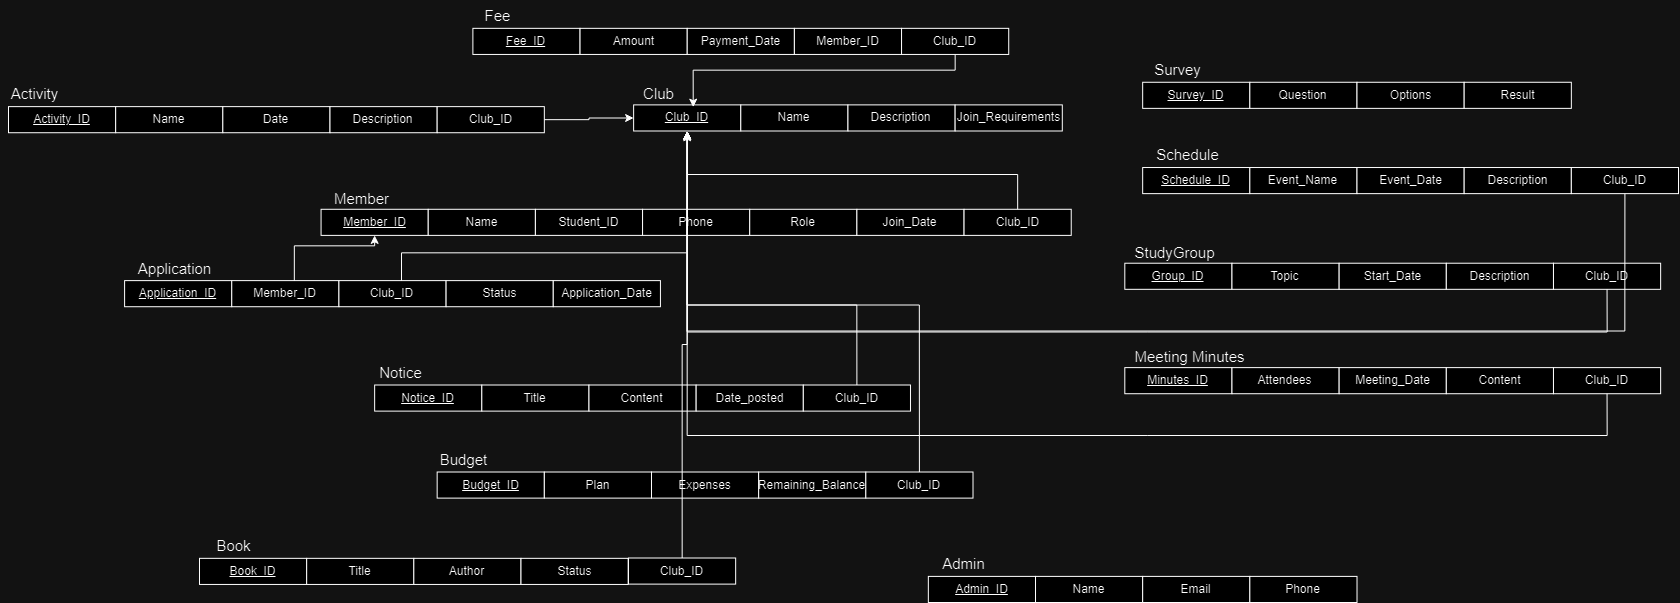 Fee
Fee_ID Amount Payment_Date Member_ID Club_ID
Survey
Survey_ID Question Options Result
Activity
Activity_ID Name Date Description Club_ID
Club
Club_ID Name Description Join_Requirements
Schedule
Schedule_ID Event_Name Event_Date Description Club_ID
Member
Member_ID Name Student_ID Phone Role Join_Date Club_ID
StudyGroup
Group_ID Topic Start_Date Description Club_ID
Application
Application_ID Member_ID Club_ID Status Application_Date
Meeting Minutes
Minutes_ID Attendees Meeting_Date Content Club_ID
Notice
Notice_ID Title Content Date_posted Club_ID
Budget
Budget_ID Plan Expenses Remaining_Balance Club_ID
Book
Book_ID Title Author Status Club_ID
Admin
Admin_ID Name Email Phone